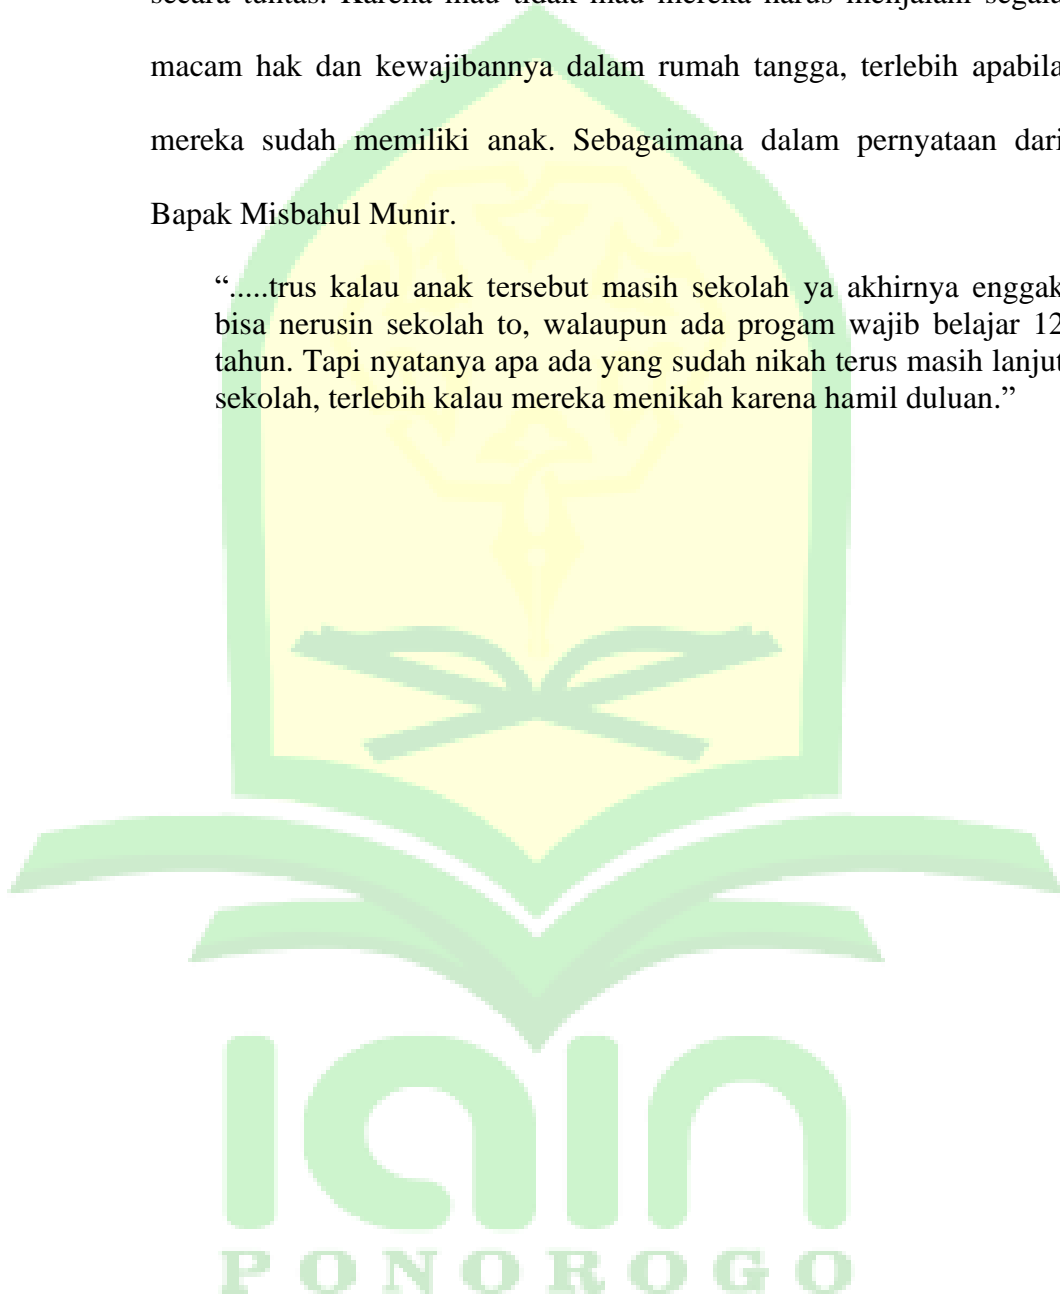 secara tuntas. Karena mau tidak mau mereka harus menjalani segala
macam hak dan kewajibannya dalam rumah tangga, terlebih apabila
mereka sudah memiliki anak. Sebagaimana dalam pernyataan dari
Bapak Misbahul Munir.
“.....trus kalau anak tersebut masih sekolah ya akhirnya enggak
bisa nerusin sekolah to, walaupun ada progam wajib belajar 12
tahun. Tapi nyatanya apa ada yang sudah nikah terus masih lanjut
sekolah, terlebih kalau mereka menikah karena hamil duluan.”
iain
PONOROGO